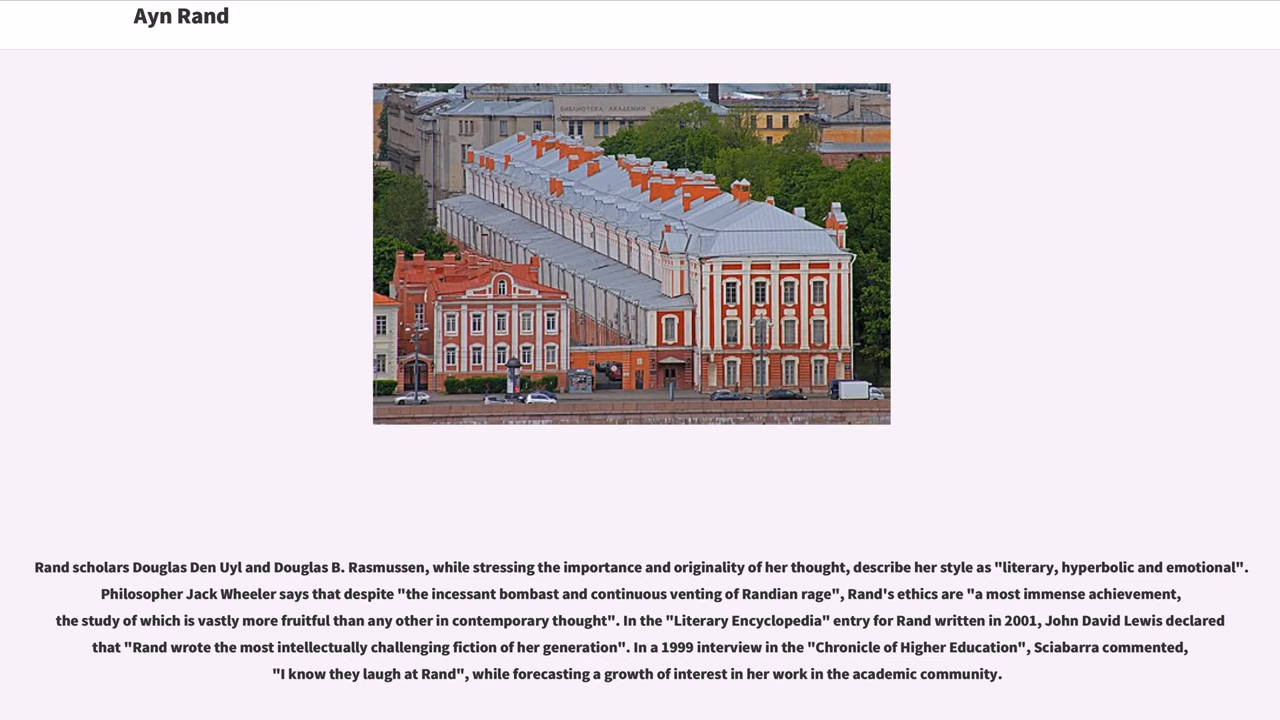 Ayn Rand
БИБЛИОТЕКА АКАДЕМИИ
Rand scholars Douglas Den Uyl and Douglas B. Rasmussen, while stressing the importance and originality of her thought, describe her style as "literary, hyperbolic and emotional".
Philosopher Jack Wheeler says that despite "the incessant bombast and continuous venting of Randian rage", Rand's ethics are "a most immense achievement,
the study of which is vastly more fruitful than any other in contemporary thought". In the "Literary Encyclopedia" entry for Rand written in 2001, John David Lewis declared
that "Rand wrote the most intellectually challenging fiction of her generation". In a 1999 interview in the "Chronicle of Higher Education", Sciabarra commented,
"I know they laugh at Rand", while forecasting a growth of interest in her work in the academic community.